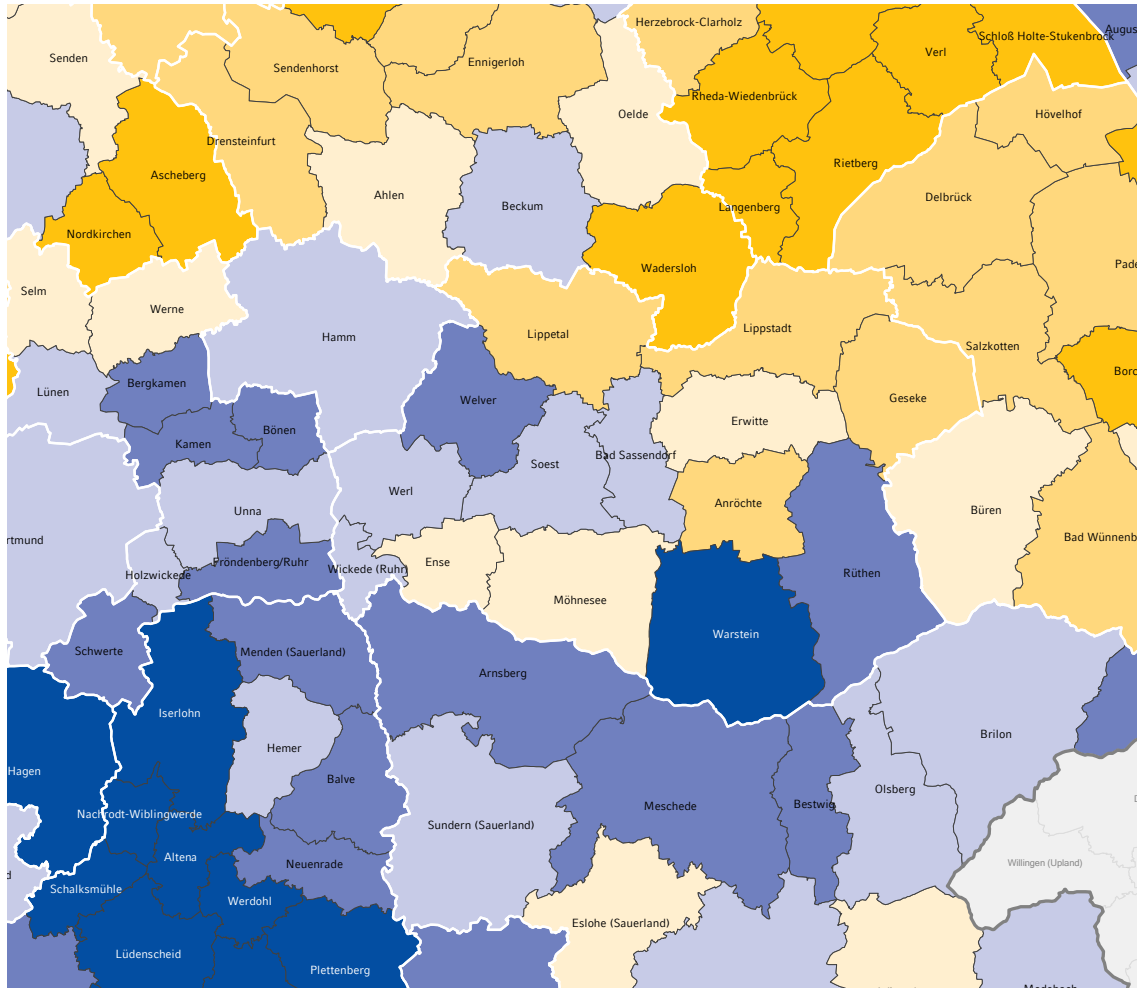 Herzebrock-Clarholz
Schloß Holte-Stukenbrock
Augus
Verl
Senden
Sendenhorst
Ennigerloh
Rheda-Wiedenbrück
Oelde
Hövelhof
Drensteinfurt
Rietberg
Ascheberg
Ahlen
Delbrück
Beckum
Langenberg
Nordkirchen
Pade
Wadersloh
Selm
Werne
Lippstadt
Lippetal
Hamm
Salzkotten
Borc
Bergkamen
Lünen
Geseke
Welver
Erwitte
Bönen
Kamen
Bad Sassendorf
Soest
Werl
Anröchte
Unna
Büren
Bad Wünnenb
rtmund
Fröndenberg/Ruhr
Ense
Wickede (Ruhr)
Holzwickede
Rüthen
Möhnesee
Warstein
Schwerte
Menden (Sauerland)
Arnsberg
Iserlohn
Brilon
Hemer
Hagen
Balve
Olsberg
Meschede
Bestwig
Nachrodt-Wiblingwerde
Sundern (Sauerland)
Altena
Neuenrade
Willingen (Upland)
d
Schalksmühle
Werdohl
Eslohe (Sauerland)
Lüdenscheid
Plettenberg